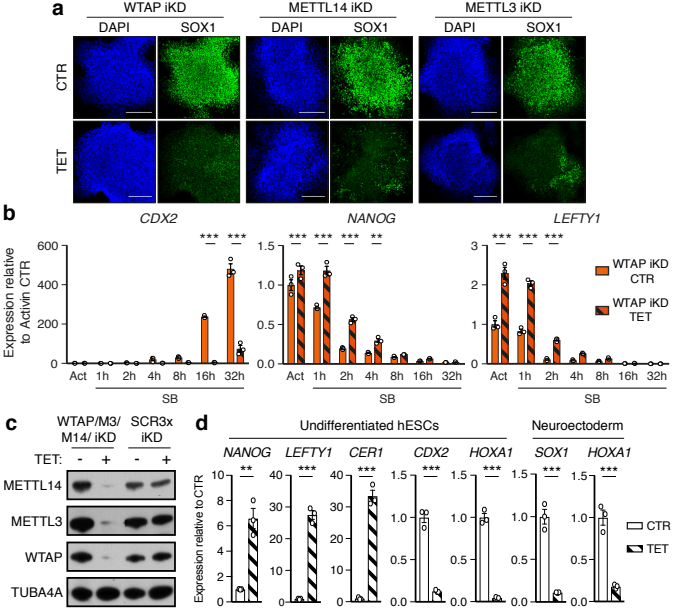 a
WTAP iKD METTL14 iKD METTL3 iKD
DAPI SOX1 DAPI SOX1 DAPI SOX1
CTR
TET
b
CDX2 NANOG LEFTY1
Expression relative
to Activin CTR
*** *** *** *** *** ** *** *** ***
600 1.5 3
400 1.0 2
200 0.5 1
0 0.0 0
WTAP iKD
CTR
WTAP iKD
TET
Act 1h 2h 4h 8h 16h 32h Act 1h 2h 4h 8h 16h 32h Act 1h 2h 4h 8h 16h 32h
SB SB SB
c
WTAP/M3/ SCR3x
M14/ iKD iKD
TET: - + - +
METTL14
METTL3
WTAP
TUBA4A
d
Undifferentiated hESCs Neuroectoderm
NANOG LEFTY1 CER1 CDX2 HOXA1 SOX1 HOXA1
** *** *** *** *** *** ***
Expression relative to CTR
10 40 40 1.5 1.5 1.5 1.5
8
6 30 30 1.0 1.0 1.0 1.0
4 20 20
2 10 10 0.5 0.5 0.5 0.5
0 0 0 0.0 0.0 0.0 0.0
CTR
TET